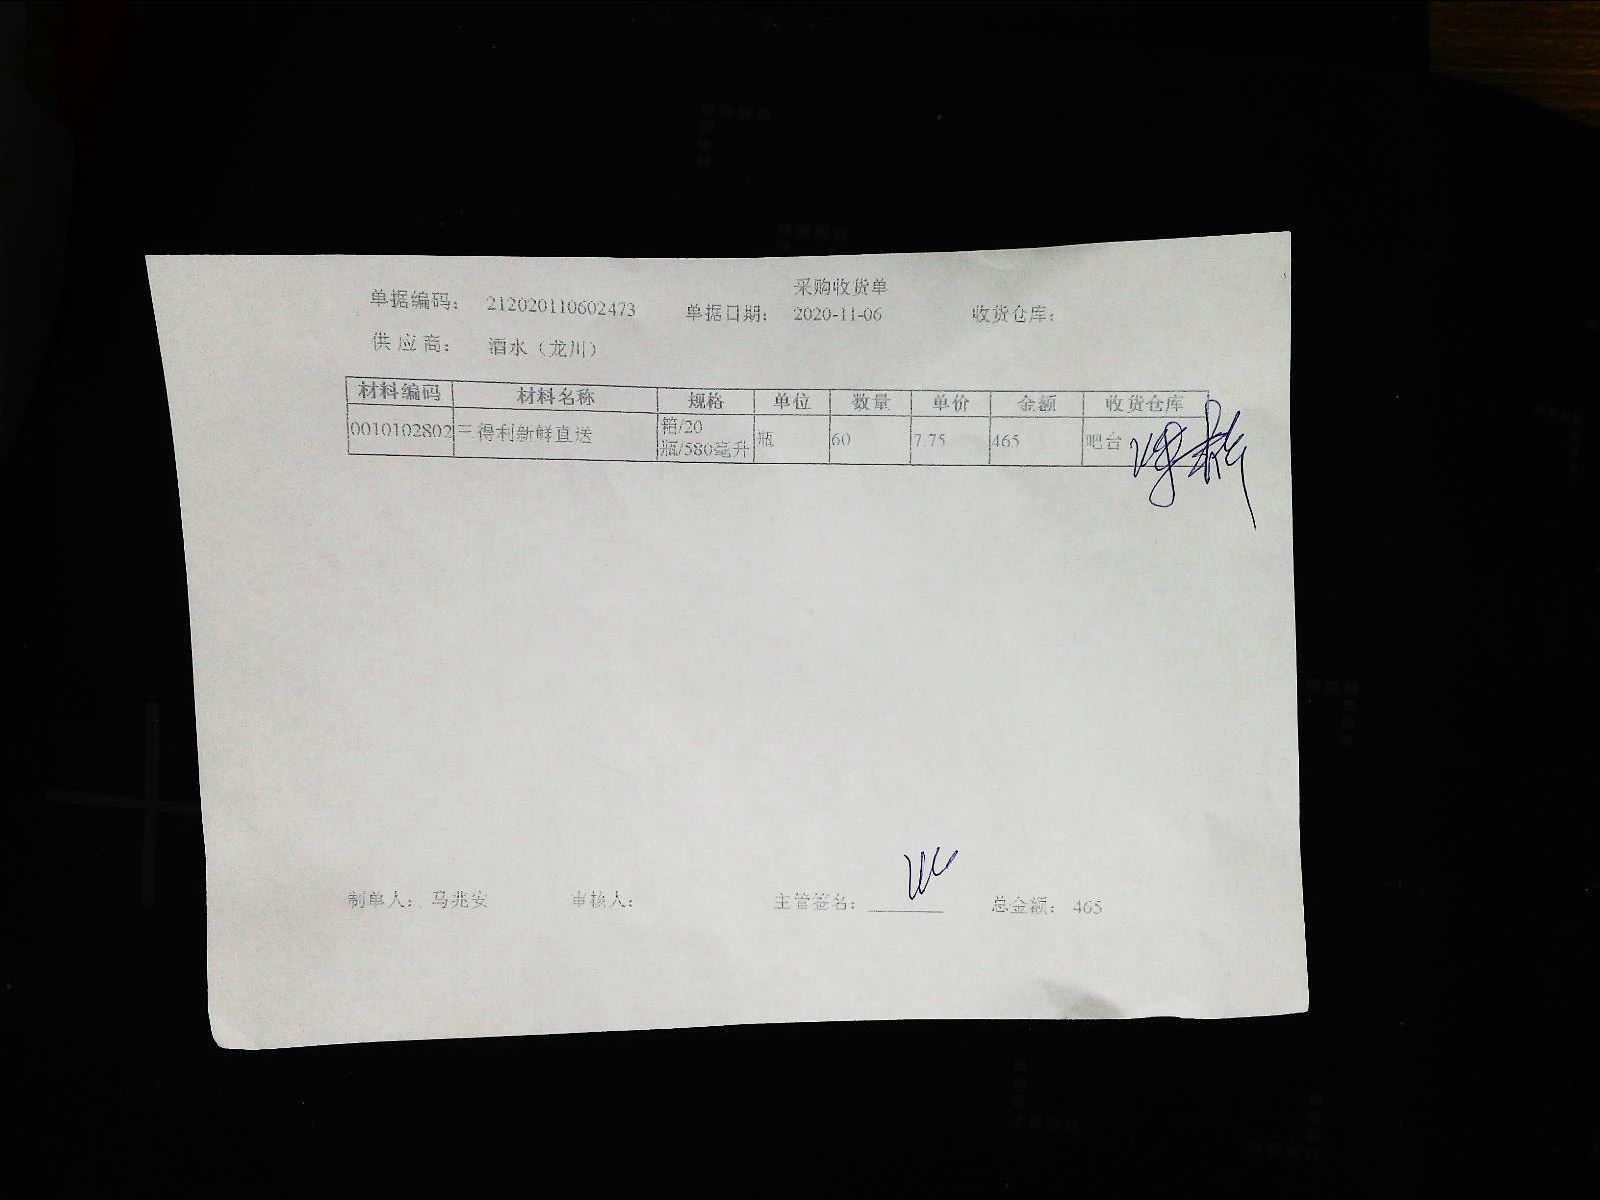 采购收货单
单据编码： 212020110602473 单据日期： 2020-11-06 收货仓库：
供 应 商： 酒水（龙川）
材料编码 材料名称 规格 单位 数量 单价 金额 收货仓库
0010102802 三得利新鲜直送 箱/20 瓶 60 7.75 465 吧台
瓶/580毫升
制单人： 马兆安 审核人： 主管签名： 总金额： 465